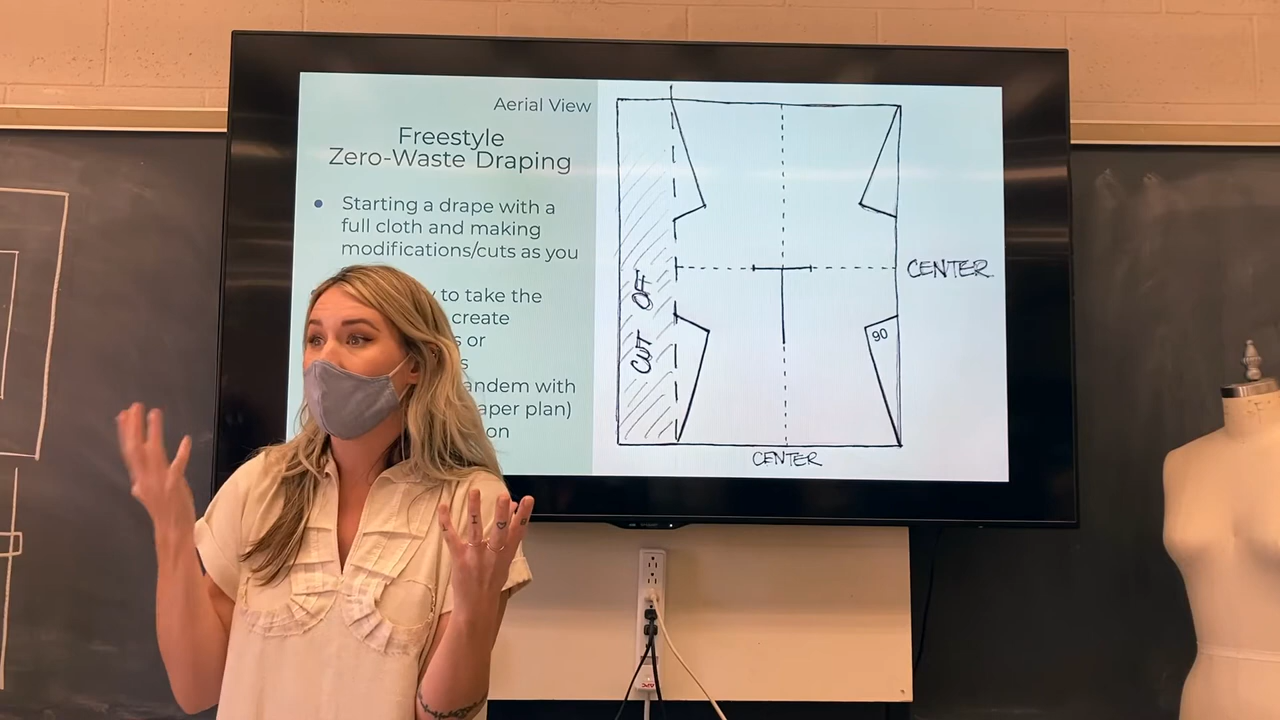 Aerial View
Freestyle
Zero-Waste Draping
Starting a drape with a
full cloth and making
modifications/cuts as you
to take the
create
or
andem with
aper plan)
on
CUT OFF
CENTER
90
CENTER